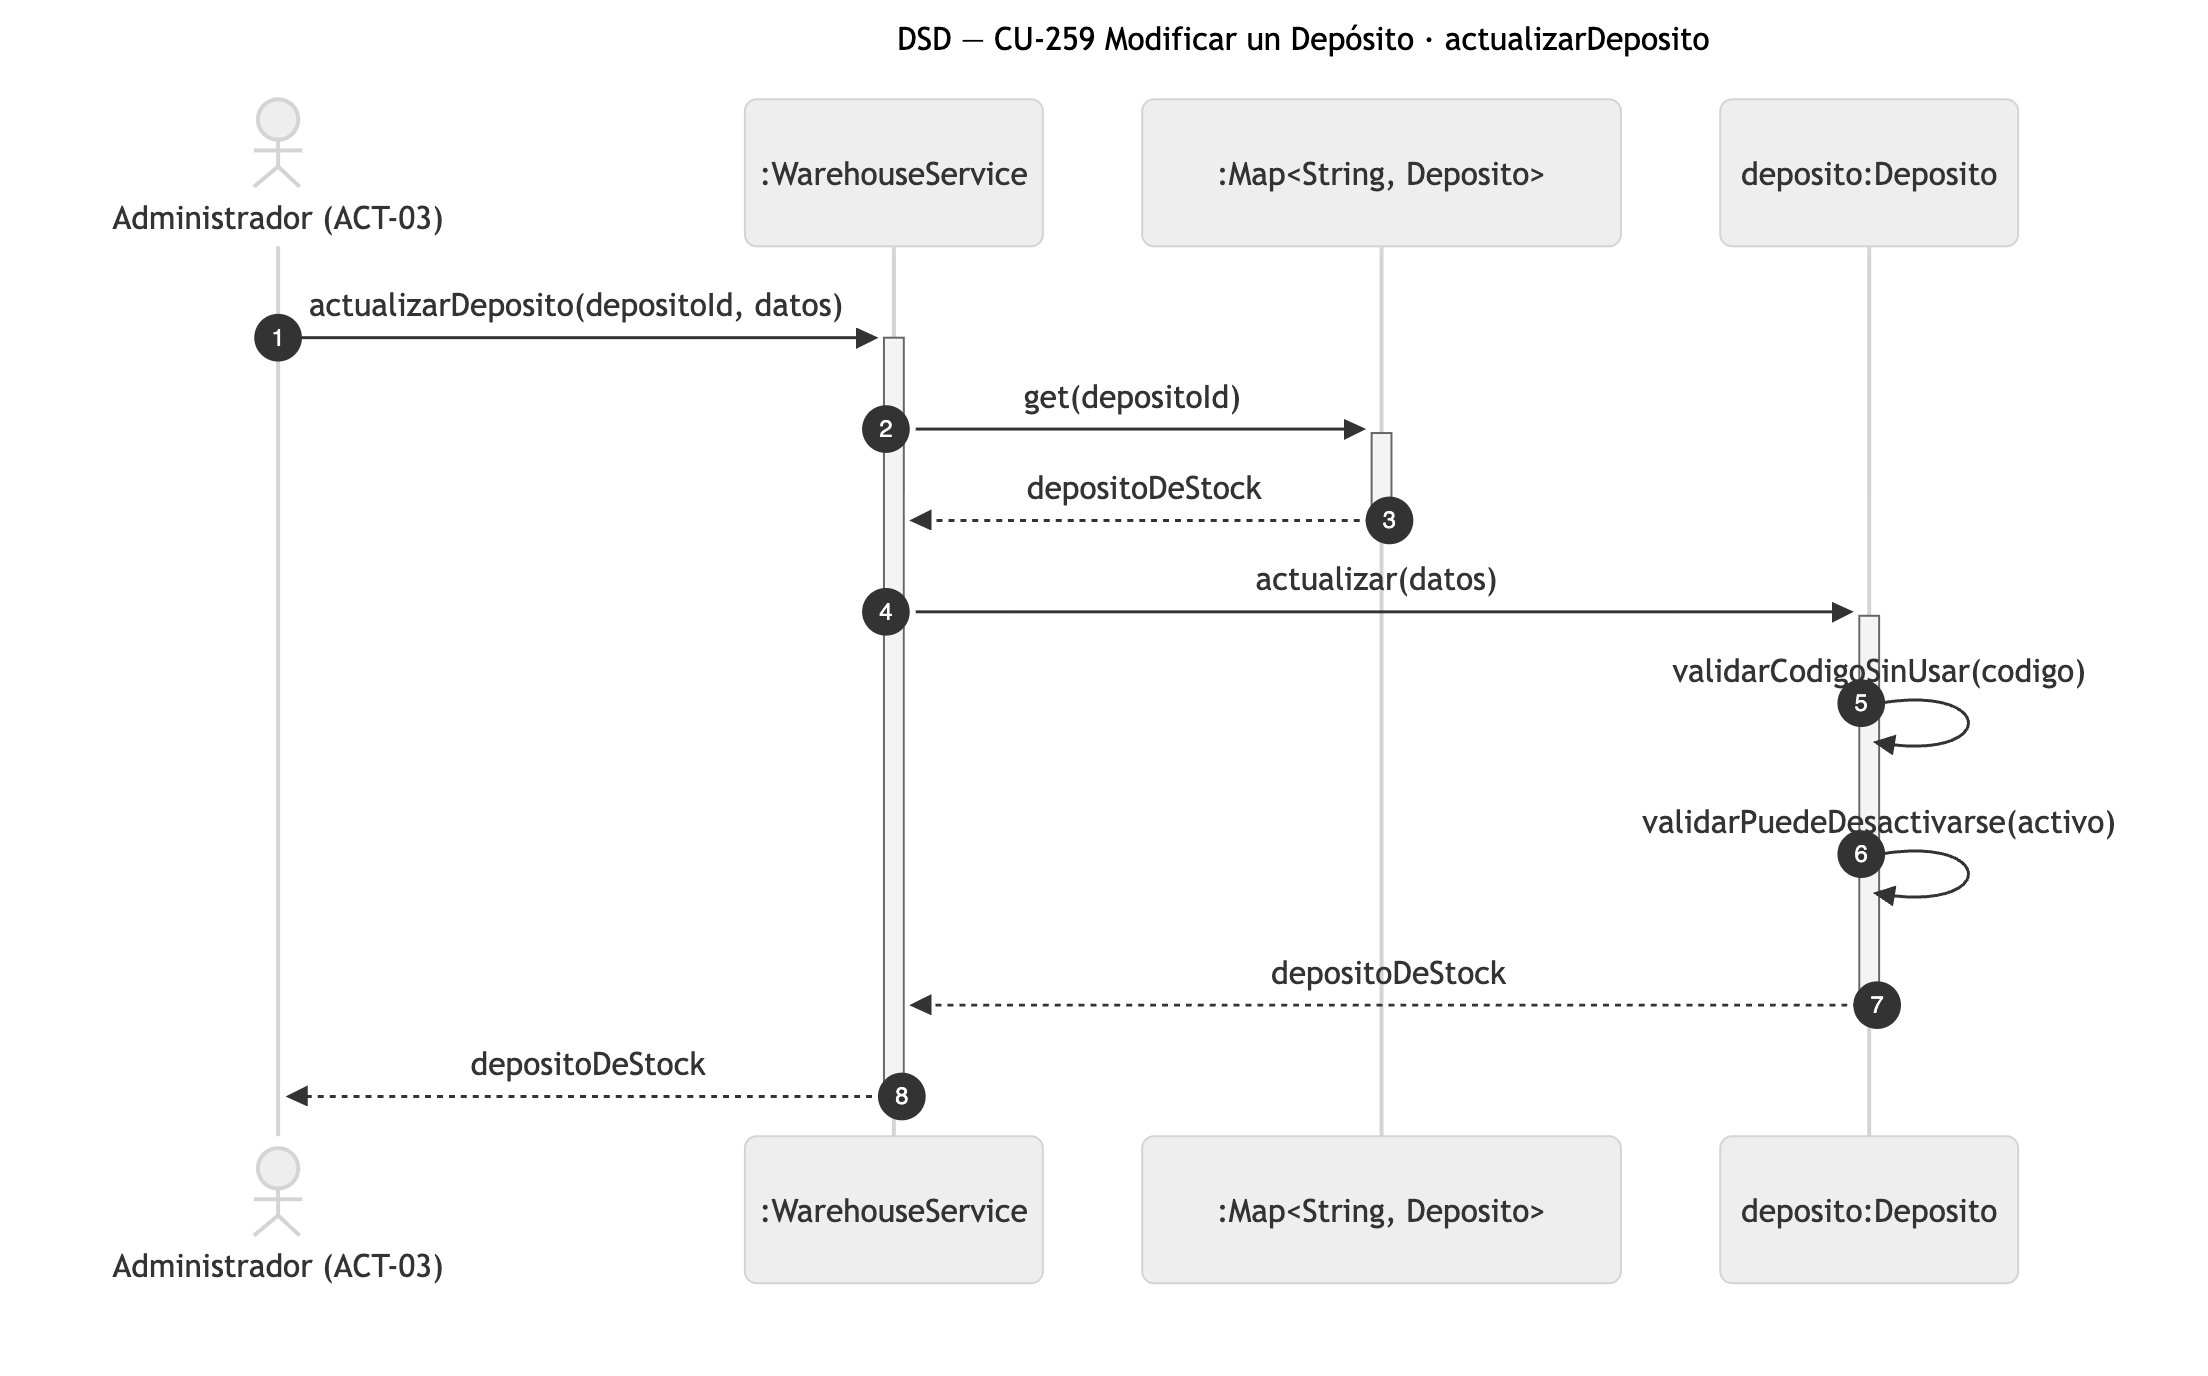 DSD — CU-259 Modificar un Depósito · actualizarDeposito
Administrador (ACT-03)
:WarehouseService
:Map<String, Deposito>
deposito:Deposito
1
actualizarDeposito(depositoId, datos)
2
get(depositoId)
3
depositoDeStock
4
actualizar(datos)
5
validarCodigoSinUsar(codigo)
6
validarPuedeDesactivarse(activo)
7
depositoDeStock
8
depositoDeStock
Administrador (ACT-03)
:WarehouseService
:Map<String, Deposito>
deposito:Deposito